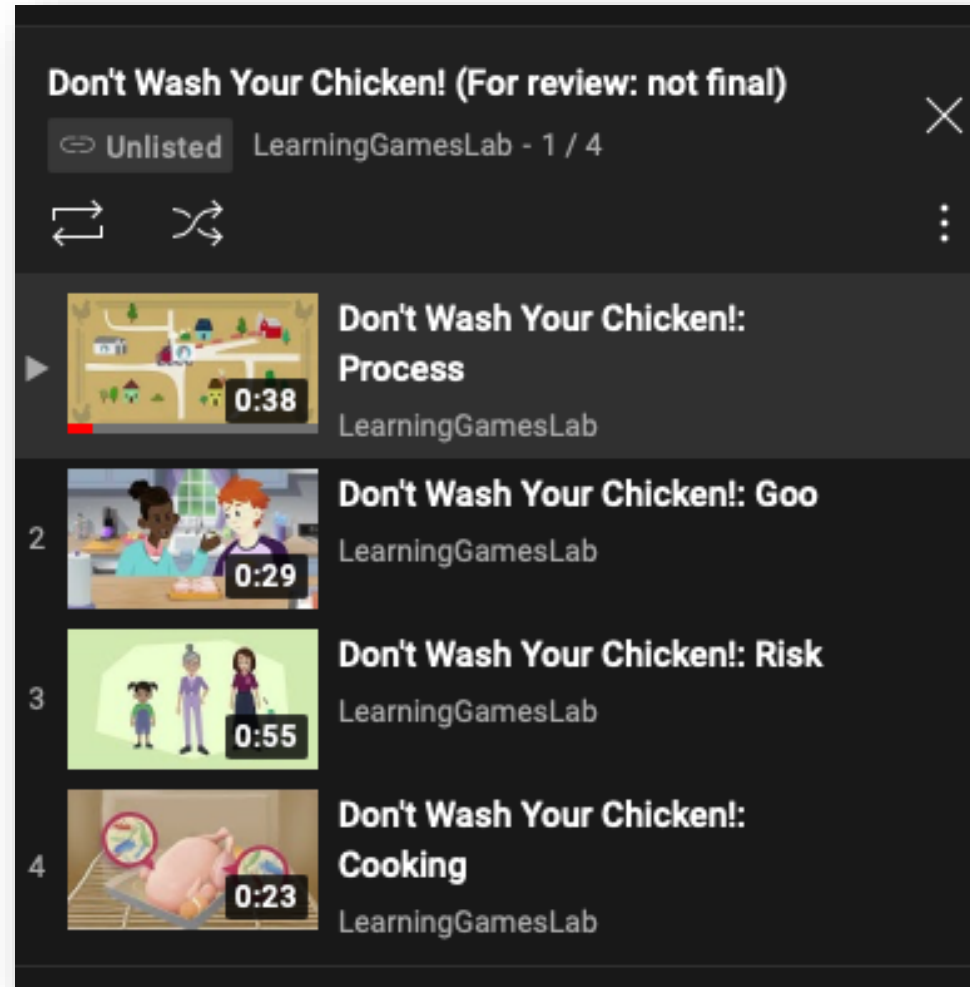 Don't Wash Your Chicken! (For review: not final)
Unlisted LearningGamesLab - 1 / 4
Don't Wash Your Chicken!:
Process
0:38
LearningGamesLab
2
Don't Wash Your Chicken!: Goo
LearningGamesLab
0:29
3
Don't Wash Your Chicken!: Risk
LearningGamesLab
0:55
4
Don't Wash Your Chicken!:
Cooking
0:23
LearningGamesLab